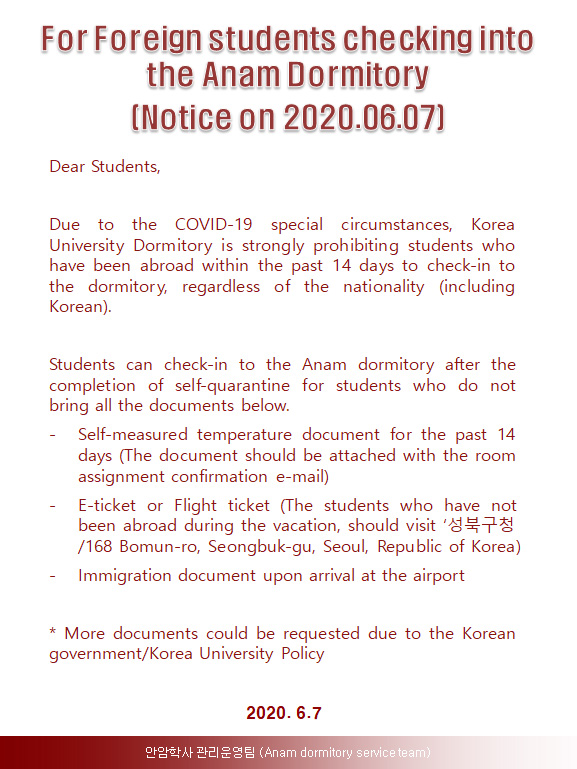 For Foreign students checking into
the Anam Dormitory
(Notice on 2020.06.07)
Dear Students,
Due to the COVID-19 special circumstances, Korea
University Dormitory is strongly prohibiting students who
have been abroad within the past 14 days to check-in to
the dormitory, regardless of the nationality (including
Korean).
Students can check-in to the Anam dormitory after the
completion of self-quarantine for students who do not
bring all the documents below.
- Self-measured temperature document for the past 14
days (The document should be attached with the room
assignment confirmation e-mail)
- E-ticket or Flight ticket (The students who have not
been abroad during the vacation, should visit ‘성북구청
/168 Bomun-ro, Seongbuk-gu, Seoul, Republic of Korea)
- Immigration document upon arrival at the airport
* More documents could be requested due to the Korean
government/Korea University Policy
2020. 6.7
안암학사 관리운영팀 (Anam dormitory service team)